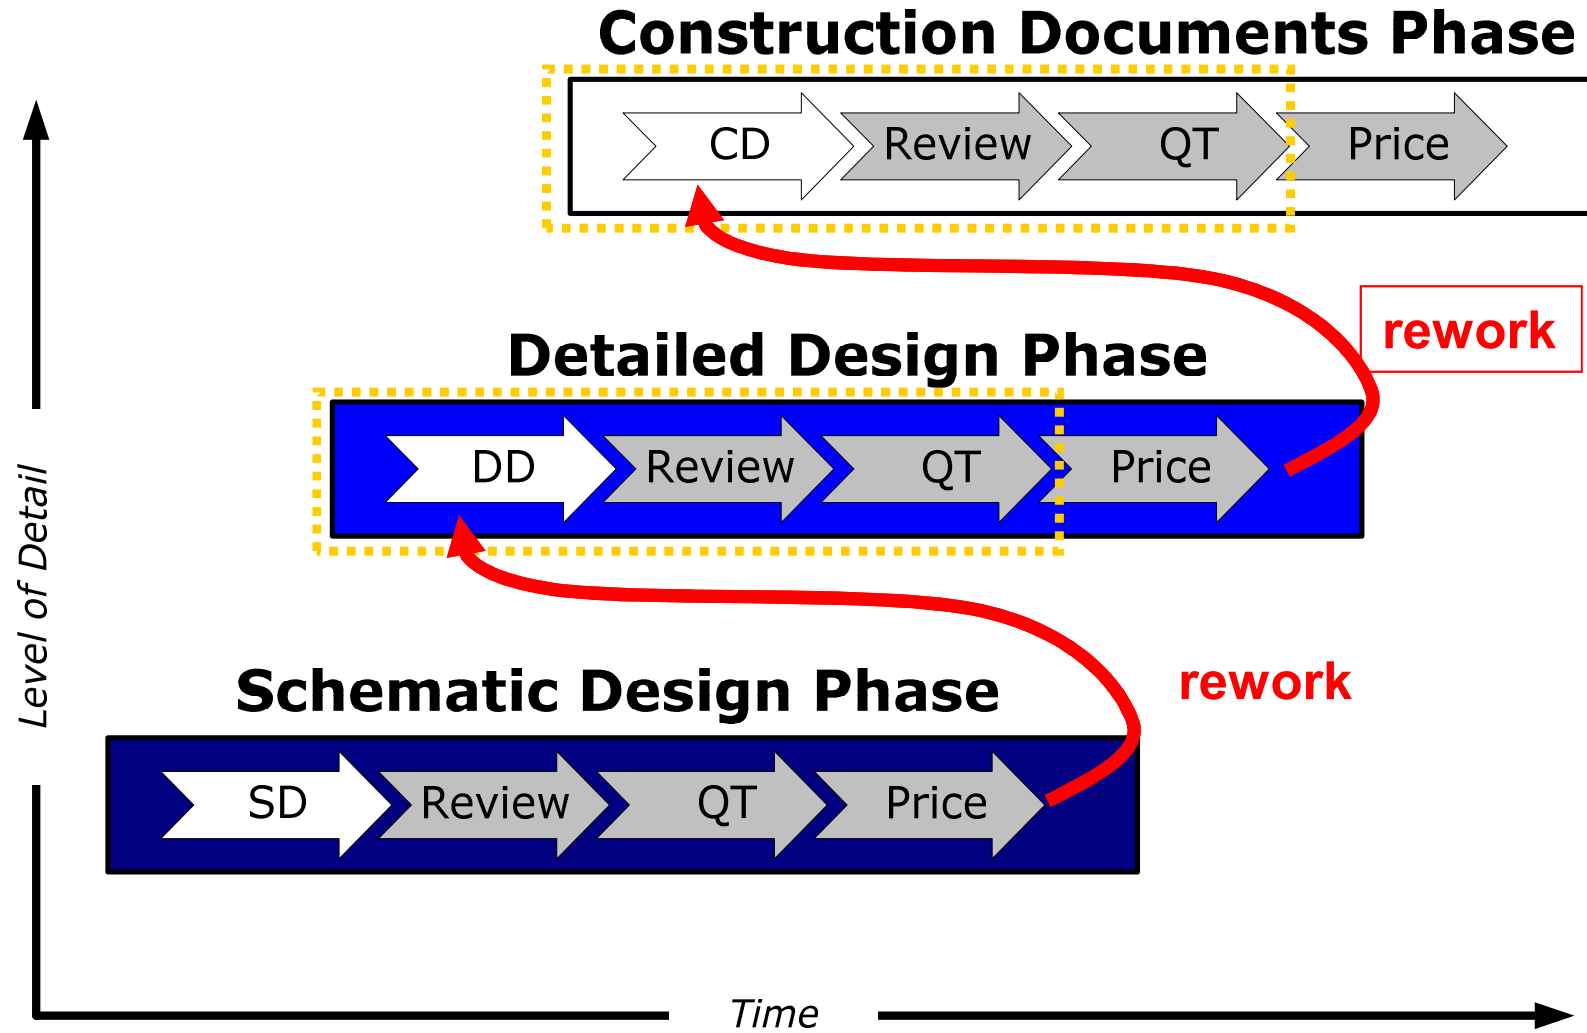 Construction Documents Phase
CD
Review
QT
Price
rework
Detailed Design Phase
DD
Review
QT
Price
Level of Detail
rework
Schematic Design Phase
SD
Review
QT
Price
Time